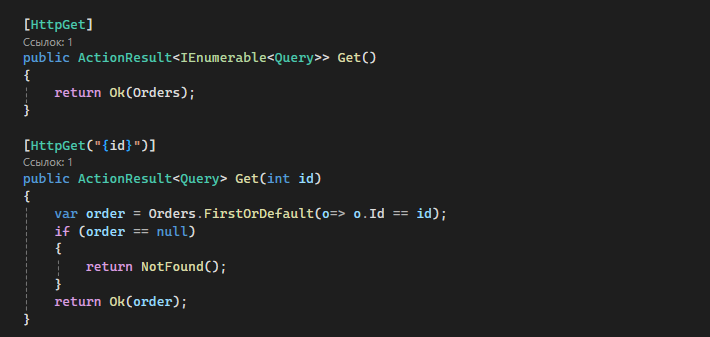 [HttpGet]
Ссылок: 1
public ActionResult<IEnumerable<Query>> Get()
{
    return Ok(Orders);
}

[HttpGet("{id}")]
Ссылок: 1
public ActionResult<Query> Get(int id)
{
    var order = Orders.FirstOrDefault(o=> o.Id == id);
    if (order == null)
    {
        return NotFound();
    }
    return Ok(order);
}